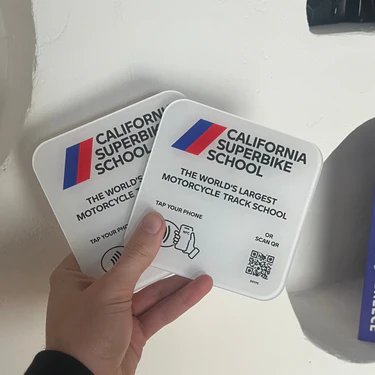 CALIFORNIA
SUPERBIKE
SCHOOL
THE WORLD'S
MOTORCYCLE T
TAP YOUR PHONE
CALIFORNIA
SUPERBIKE
SCHOOL
THE WORLD'S LARGEST
MOTORCYCLE TRACK SCHOOL
TAP YOUR PHONE
OR
SCAN QR